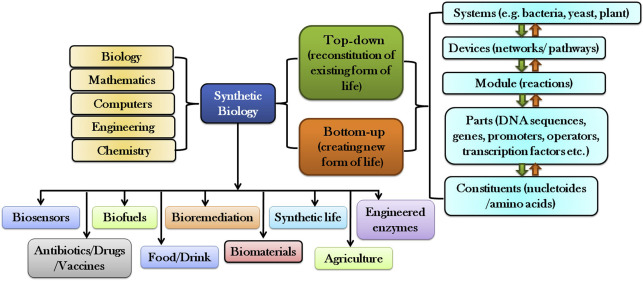 Biology
Mathematics
Computers
Engineering
Chemistry
Synthetic
Biology
Top-down
(reconstitution of
existing form of
life)
Bottom-up
(creating new
form of life)
Systems (e.g. bacteria, yeast, plant)
Devices (networks/ pathways)
Module (reactions)
Parts (DNA sequences,
genes, promoters, operators,
transcription factors etc.)
Constituents (nucletoides
/amino acids)
Biosensors
Biofuels
Bioremediation
Synthetic life
Engineered
enzymes
Antibiotics/Drugs
/Vaccines
Food/Drink
Biomaterials
Agriculture